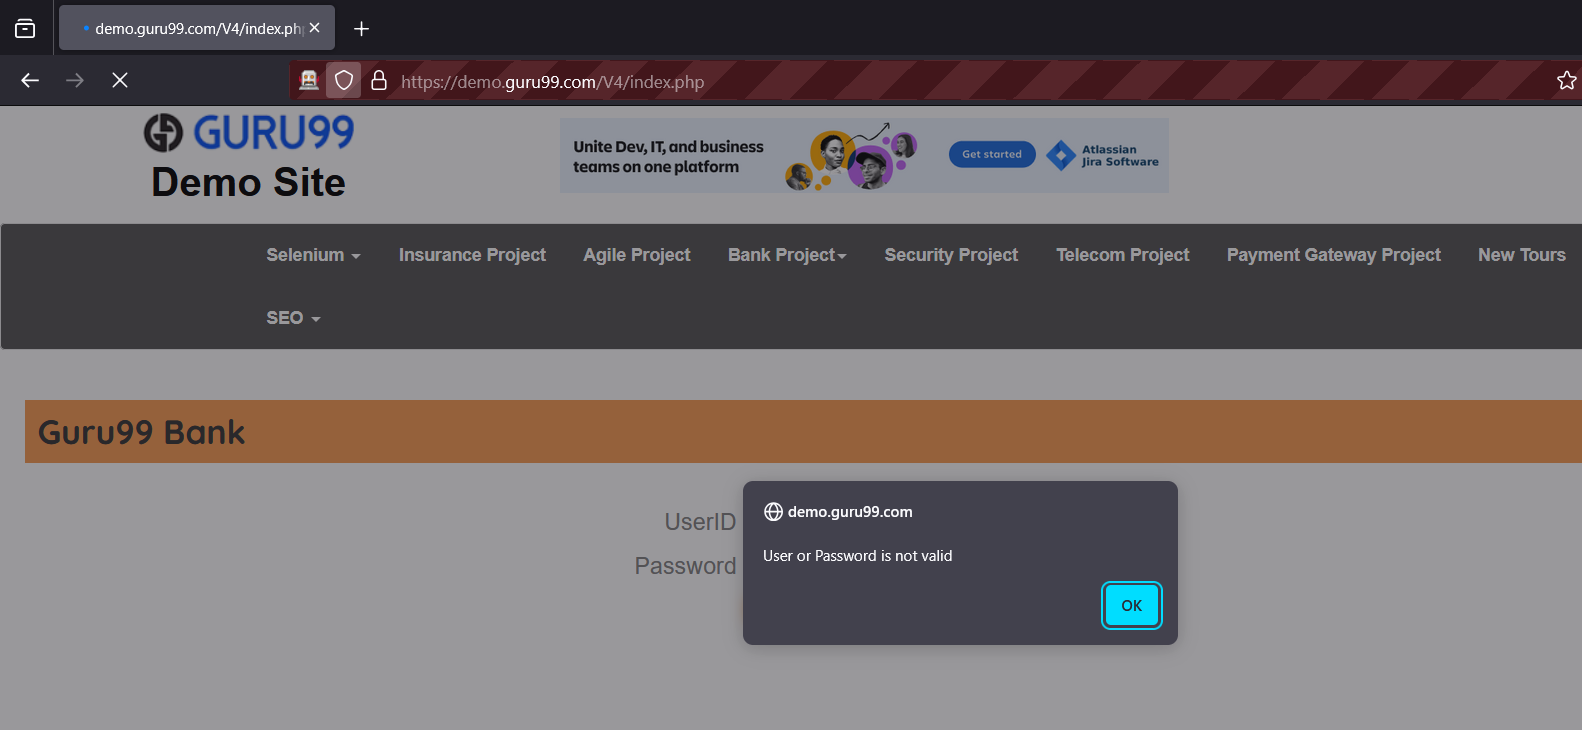 demo.guru99.com/V4/index.ph
https://demo.guru99.com/V4/index.php
GURU99
Demo Site
Unite Dev, IT, and business
teams on one platform
Get started
Atlassian
Jira Software
Selenium
Insurance Project
Agile Project
Bank Project
Security Project
Telecom Project
Payment Gateway Project
New Tours
SEO
Guru99 Bank
UserID
Password
demo.guru99.com
User or Password is not valid
OK